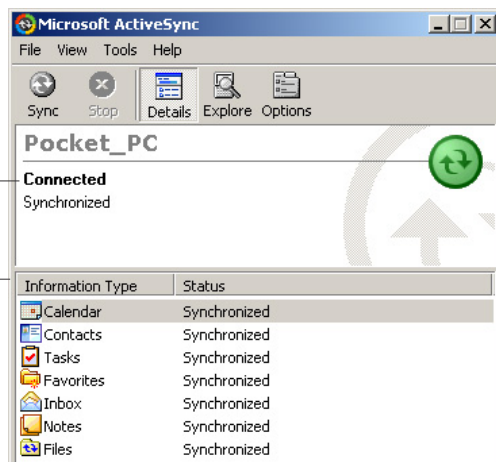 Microsoft ActiveSync
File View Tools Help
Sync Stop Details Explore Options
Pocket_PC
Connected
Synchronized
Information Type Status
Calendar Synchronized
Contacts Synchronized
Tasks Synchronized
Favorites Synchronized
Inbox Synchronized
Notes Synchronized
Files Synchronized